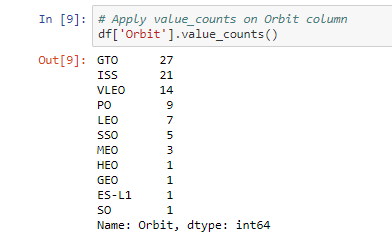 In [9]: # Apply value_counts on Orbit column
df['Orbit'].value_counts()
Out[9]: GTO 27
ISS 21
VLEO 14
PO 9
LEO 7
SSO 5
MEO 3
HEO 1
GEO 1
ES-L1 1
SO 1
Name: Orbit, dtype: int64